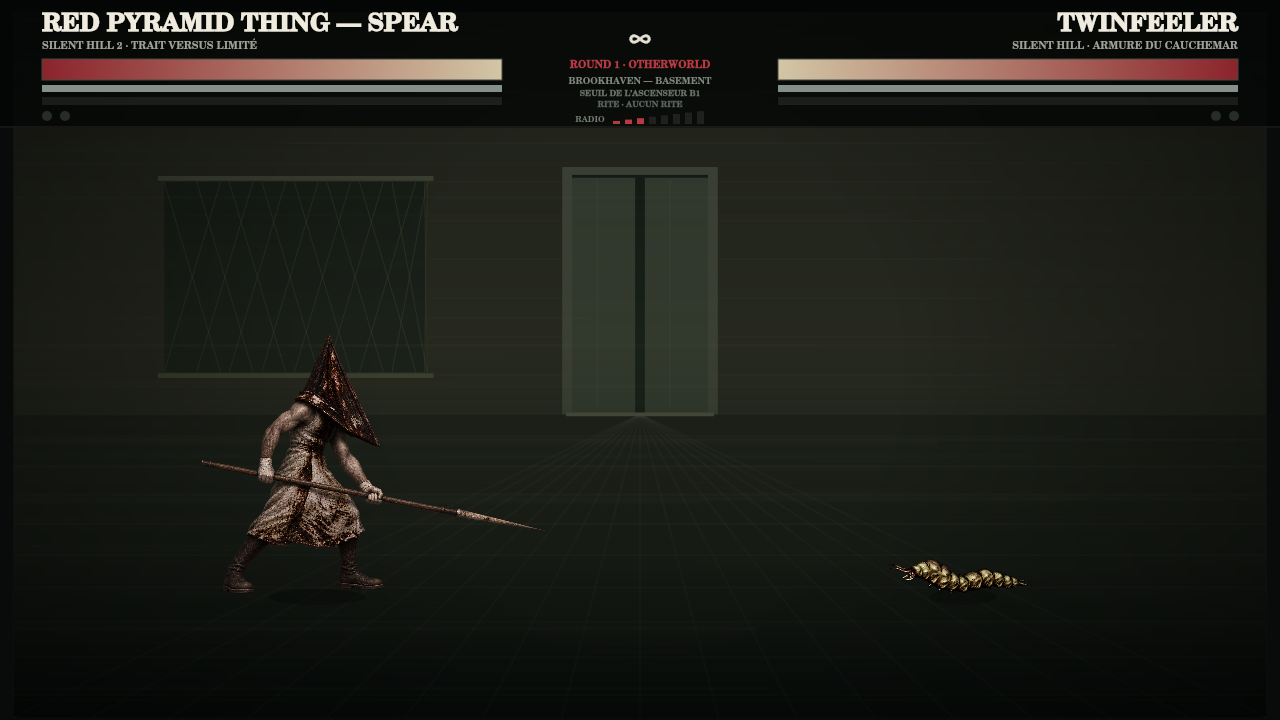 RED PYRAMID THING — SPEAR
SILENT HILL 2 · TRAIT VERSUS LIMITÉ
∞
ROUND 1 · OTHERWORLD
BROOKHAVEN — BASEMENT
SEUIL DE L'ASCENSEUR B1
RITE · AUCUN RITE
RADIO
TWINFEELER
SILENT HILL · ARMURE DU CAUCHEMAR